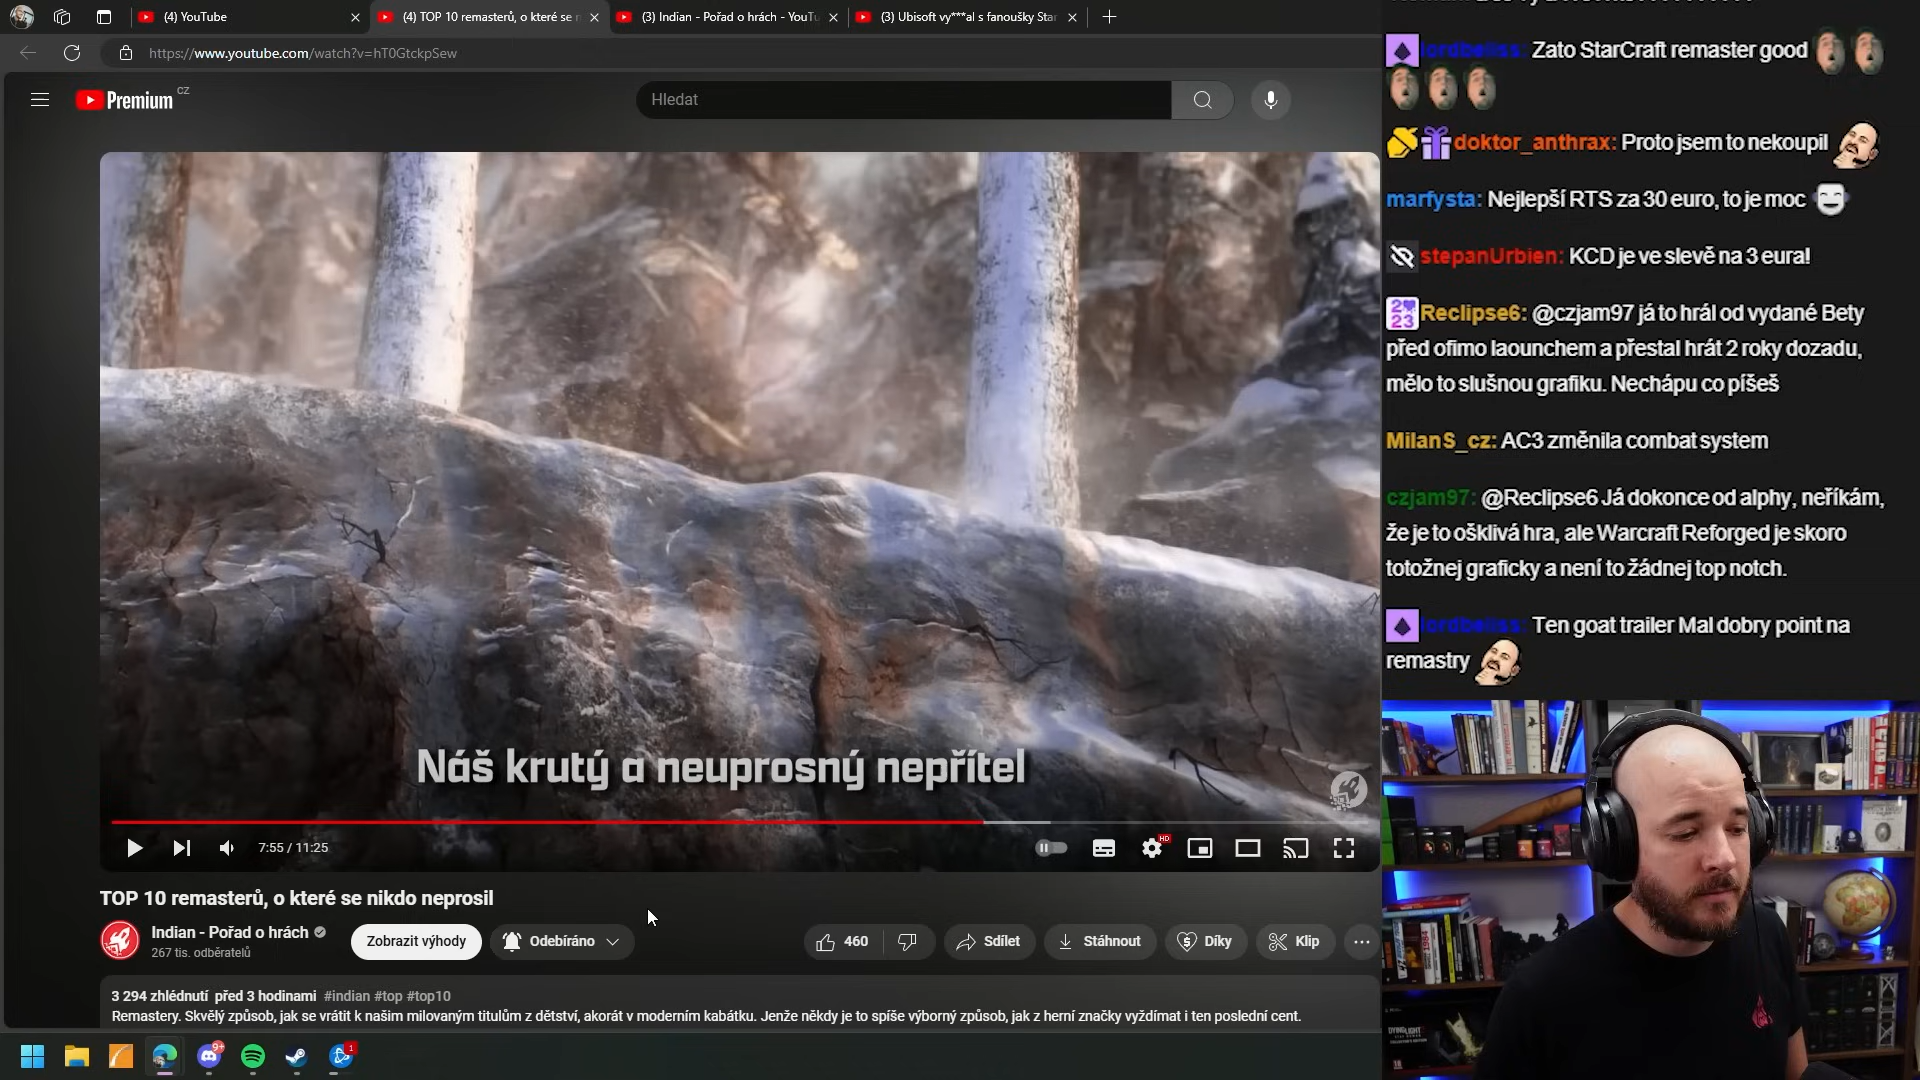 (4) YouTube
(4) TOP 10 remasterů, o které se n
(3) Indian - Pořad o hrách - YouTu
(3) Ubisoft vy***al s fanoušky Star
https://www.youtube.com/watch?v=hT0GtckpSew
Premium CZ
Hledat
Náš krutý a neuprosný nepřítel
7:55 / 11:25
HD
TOP 10 remasterů, o které se nikdo neprosil
Indian - Pořad o hrách
267 tis. odběratelů
Zobrazit výhody
Odebíráno
460
Sdílet
Stáhnout
Díky
Klip
3 294 zhlédnutí před 3 hodinami #indian #top #top10
Remastery. Skvělý způsob, jak se vrátit k našim milovaným titulům z dětství, akorát v moderním kabátku. Jenže někdy je to spíše výborný způsob, jak z herní značky vyždímat i ten poslední cent.
9+
1
lordbeliss: Zato StarCraft remaster good
doktor_anthrax: Proto jsem to nekoupil
marfysta: Nejlepší RTS za 30 euro, to je moc
stepanUrbien: KCD je ve slevě na 3 eura!
Reclipse6: @czjam97 já to hrál od vydané Bety
před ofimo laounchem a přestal hrát 2 roky dozadu,
mělo to slušnou grafiku. Nechápu co píšeš
MilanS_cz: AC3 změnila combat system
czjam97: @Reclipse6 Já dokonce od alphy, neříkám,
že je to ošklivá hra, ale Warcraft Reforged je skoro
totožnej graficky a není to žádnej top notch.
lordbeliss: Ten goat trailer Mal dobry point na
remastry
DYING LIGHT